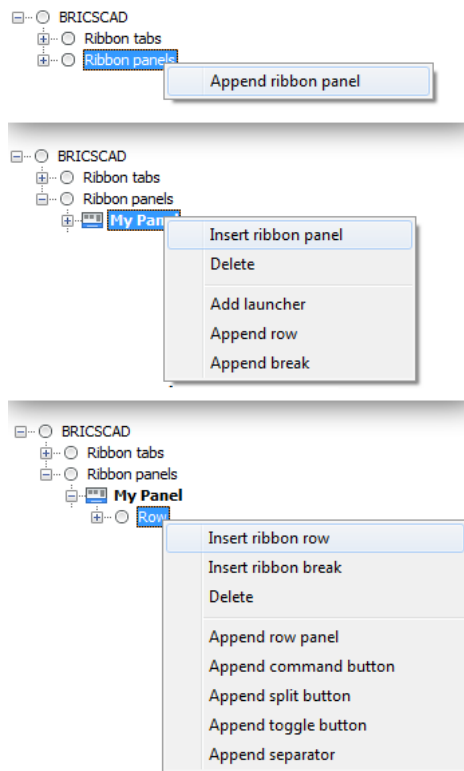 BRICSCAD
Ribbon tabs
Ribbon panels
Append ribbon panel
BRICSCAD
Ribbon tabs
Ribbon panels
My Pan
Insert ribbon panel
Delete
Add launcher
Append row
Append break
BRICSCAD
Ribbon tabs
Ribbon panels
My Panel
Row
Insert ribbon row
Insert ribbon break
Delete
Append row panel
Append command button
Append split button
Append toggle button
Append separator